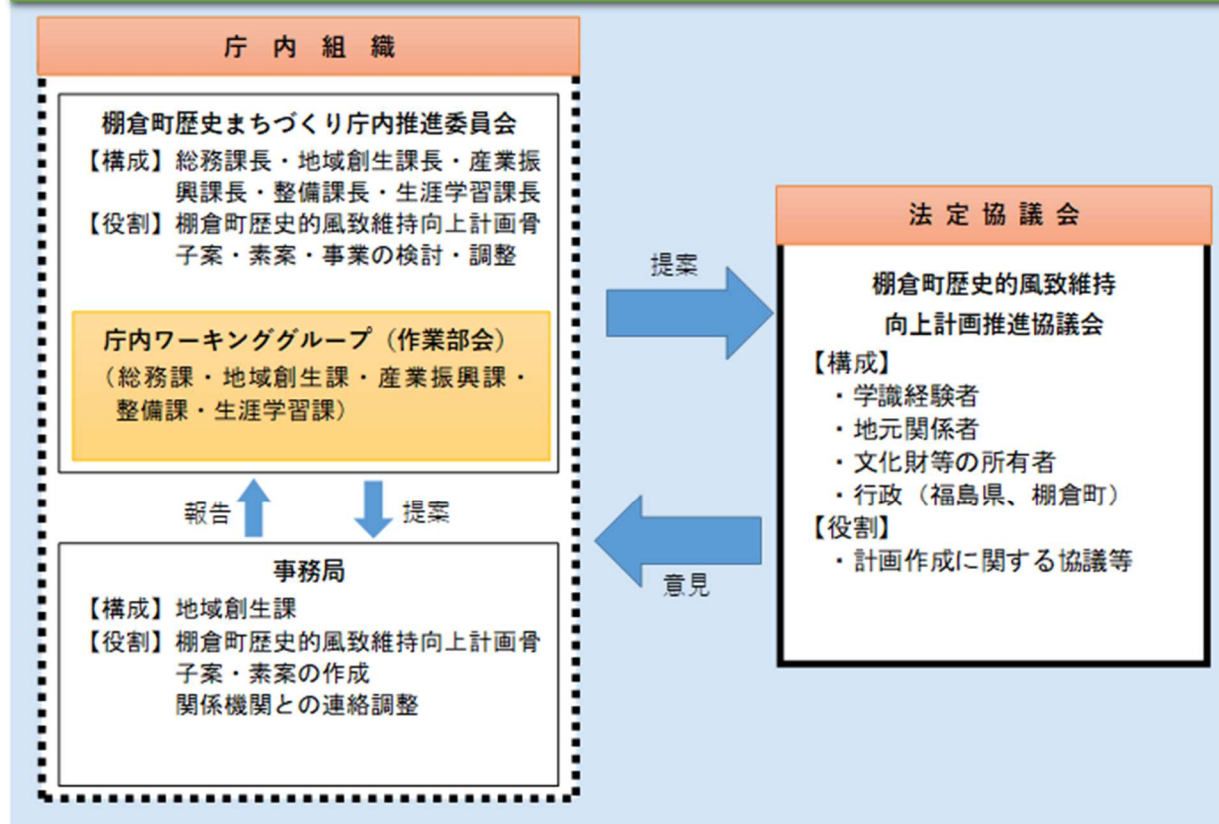 庁内組織
棚倉町歴史まちづくり庁内推進委員会
【構成】総務課長・地域創生課長・産業振
興課長・整備課長・生涯学習課長
【役割】棚倉町歴史的風致維持向上計画骨
子案・素案・事業の検討・調整
庁内ワーキンググループ（作業部会）
（総務課・地域創生課・産業振興課・
整備課・生涯学習課）
報告
提案
事務局
【構成】地域創生課
【役割】棚倉町歴史的風致維持向上計画骨
子案・素案の作成
関係機関との連絡調整
提案
意見
法定協議会
棚倉町歴史的風致維持
向上計画推進協議会
【構成】
・学識経験者
・地元関係者
・文化財等の所有者
・行政（福島県、棚倉町）
【役割】
・計画作成に関する協議等